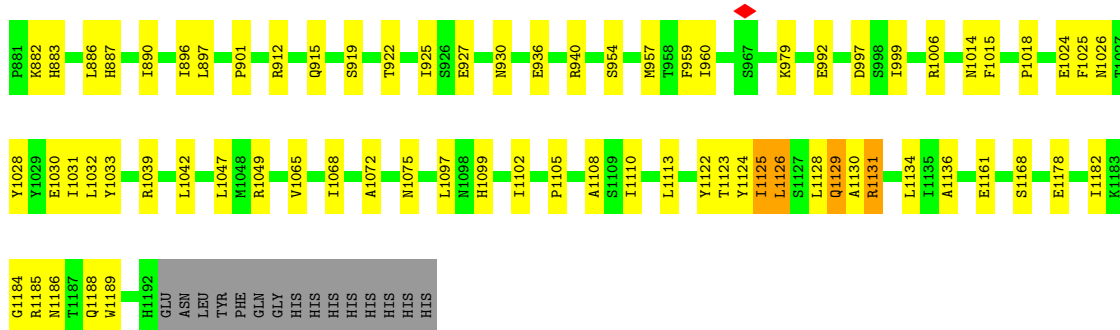 P881 K882 H883 L886 H887 I890 I896 L897 P901 R912 Q915 S919 T922 I925 S926 E927 N930 E936 R940 S954 M957 T958 F959 I960 S967 K979 E992 D997 S998 I999 R1006 N1014 F1015 P1018 E1024 F1025 N1026 T1027
Y1028 Y1029 E1030 I1031 L1032 Y1033 R1039 L1042 L1047 M1048 R1049 V1065 I1068 A1072 N1075 L1097 N1098 H1099 I1102 P1105 A1108 S1109 I1110 L1113 Y1122 T1123 Y1124 I1125 L1126 S1127 L1128 Q1129 A1130 R1131 L1134 I1135 A1136 E1161 S1168 E1178 I1182 K1183
G1184 R1185 N1186 T1187 Q1188 W1189 H1192 GLU ASN LEU TYR PHE GLN GLY HIS HIS HIS HIS HIS HIS HIS HIS